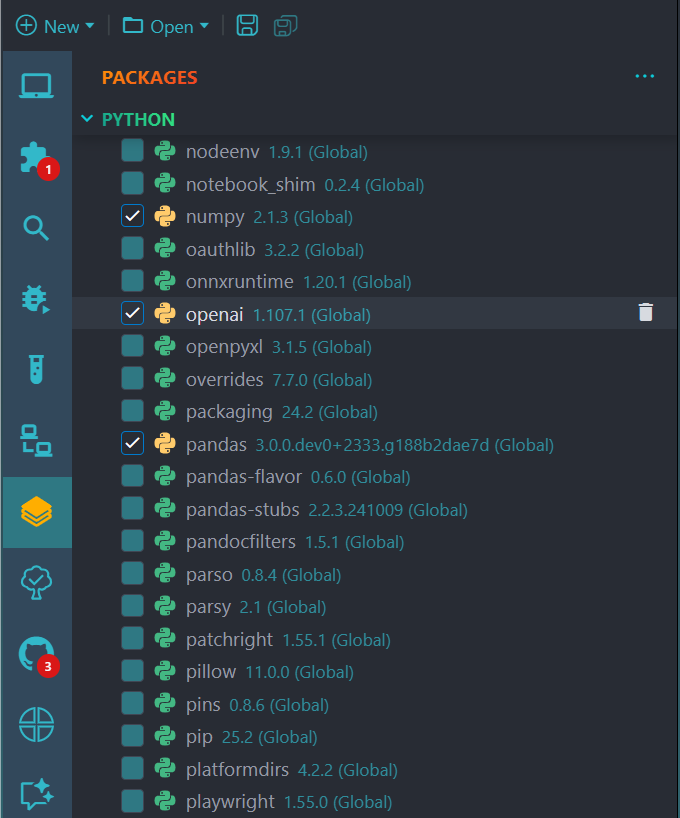 New Open
PACKAGES
PYTHON
1
nodeenv 1.9.1 (Global)
notebook_shim 0.2.4 (Global)
numpy 2.1.3 (Global)
oauthlib 3.2.2 (Global)
onnxruntime 1.20.1 (Global)
openai 1.107.1 (Global)
openpyxl 3.1.5 (Global)
overrides 7.7.0 (Global)
packaging 24.2 (Global)
pandas 3.0.0.dev0+2333.g188b2dae7d (Global)
pandas-flavor 0.6.0 (Global)
pandas-stubs 2.2.3.241009 (Global)
pandocfilters 1.5.1 (Global)
parso 0.8.4 (Global)
parsy 2.1 (Global)
patchright 1.55.1 (Global)
3
pillow 11.0.0 (Global)
pins 0.8.6 (Global)
pip 25.2 (Global)
platformdirs 4.2.2 (Global)
playwright 1.55.0 (Global)